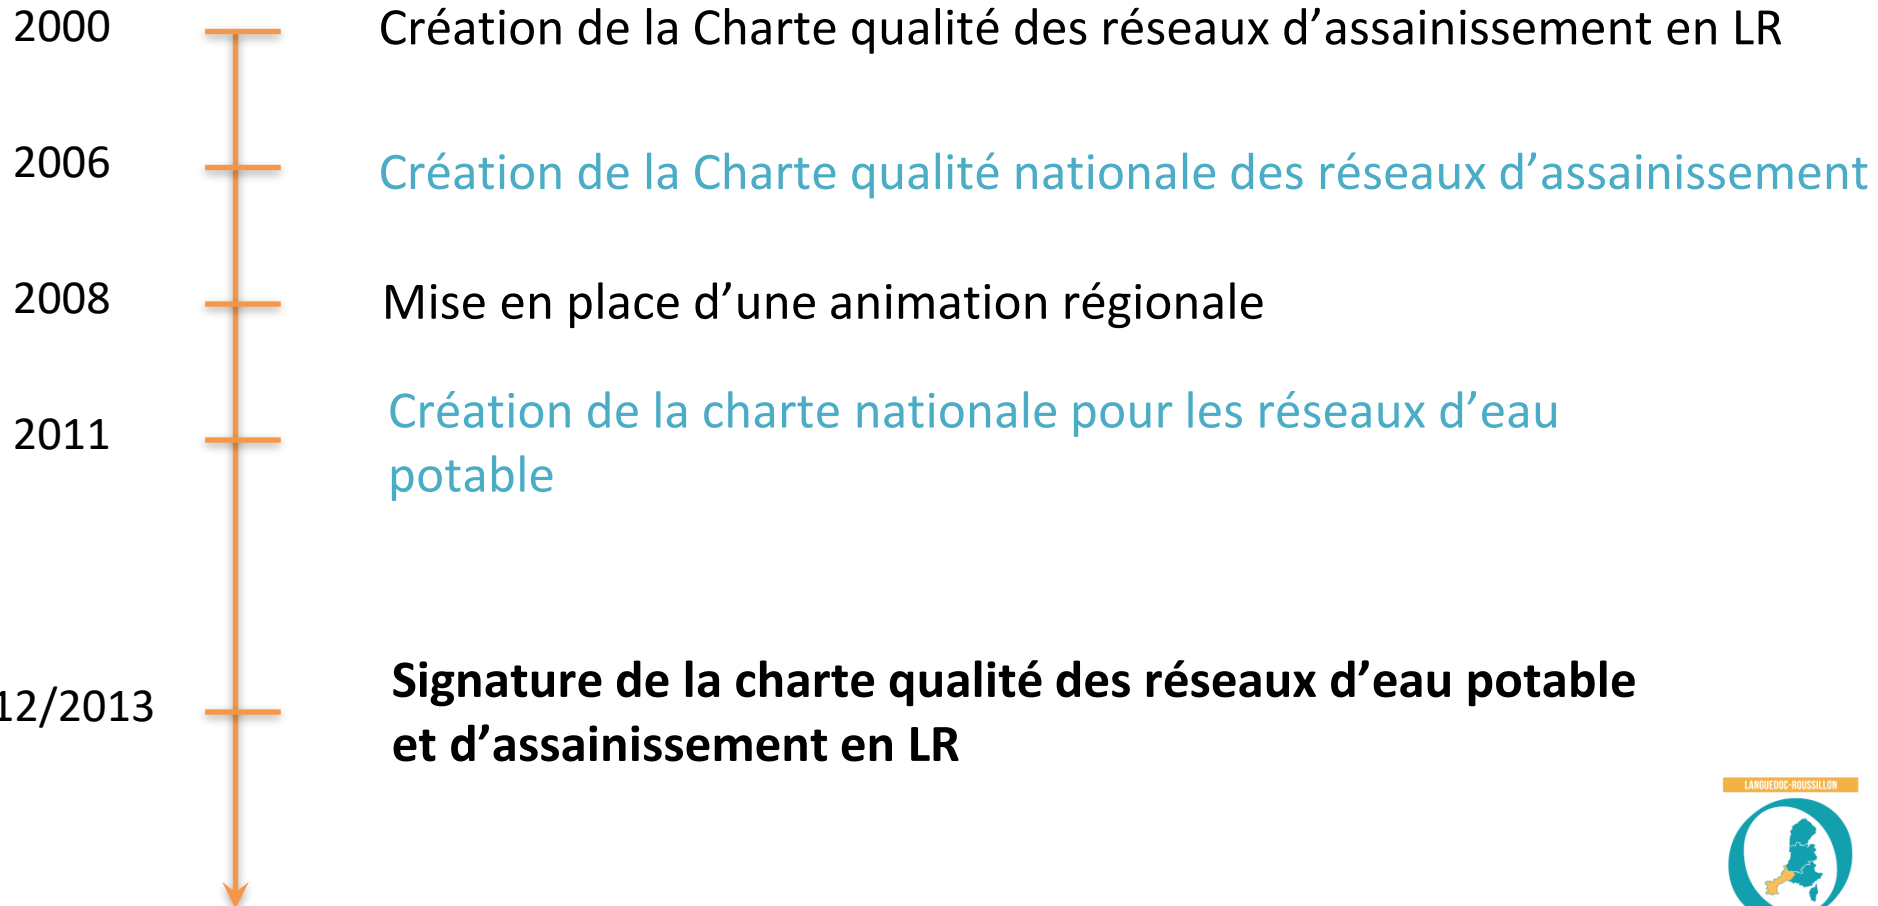 2000
Création de la Charte qualité des réseaux d’assainissement en LR
2006
Création de la Charte qualité nationale des réseaux d’assainissement
2008
Mise en place d’une animation régionale
2011
Création de la charte nationale pour les réseaux d’eau
potable
12/2013
Signature de la charte qualité des réseaux d’eau potable
et d’assainissement en LR
LANGUEDOC-ROUSSILLON